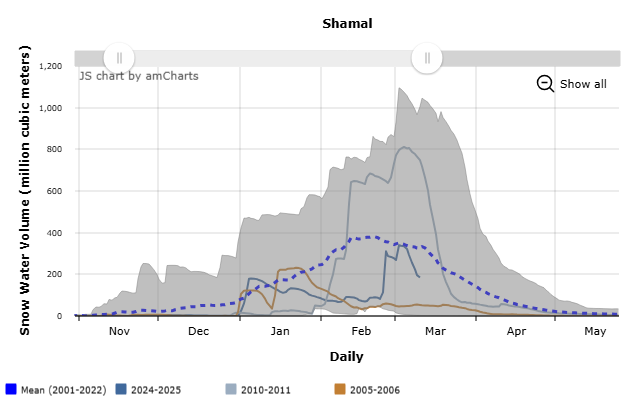 Shamal
JS chart by amCharts
Show all
Snow Water Volume (million cubic meters)
1,200
1,000
800
600
400
200
0
Nov Dec Jan Feb Mar Apr May
Daily
Mean (2001-2022) 2024-2025 2010-2011 2005-2006